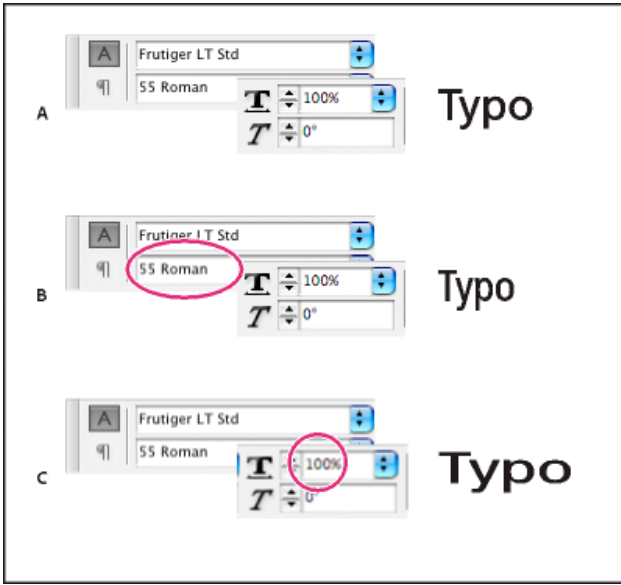 A
Frutiger LT Std
¶ 55 Roman
T 100%
T 0°
Typo
A
B
Frutiger LT Std
¶ 55 Roman
T 100%
T 0°
Typo
A
C
Frutiger LT Std
¶ 55 Roman
T 100%
T 0°
Typo